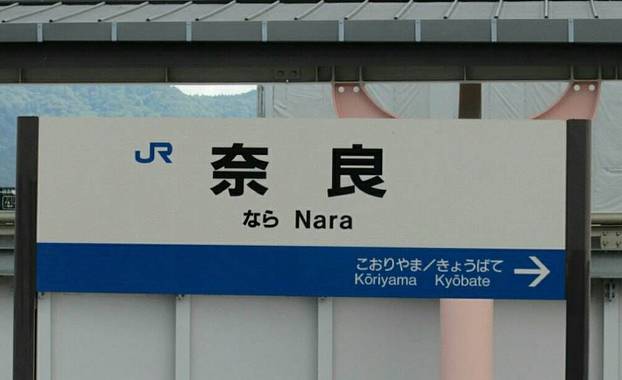 JR 奈良
なら Nara
こおりやま/きょうばて →
Kōriyama Kyōbate